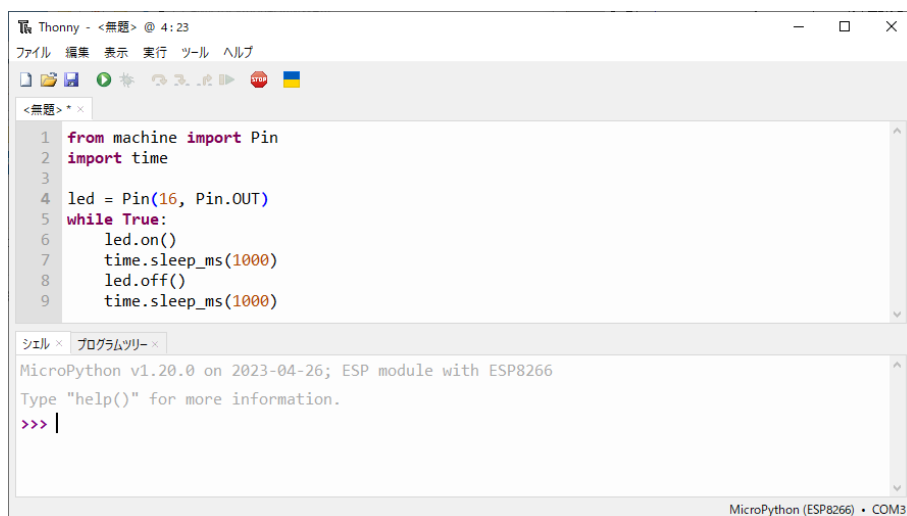 Thonny - <無題> @ 4:23
ファイル 編集 表示 実行 ツール ヘルプ
STOP
<無題> * ×
1 from machine import Pin
2 import time
3
4 led = Pin(16, Pin.OUT)
5 while True:
6     led.on()
7     time.sleep_ms(1000)
8     led.off()
9     time.sleep_ms(1000)
シェル × プログラムツリー ×
MicroPython v1.20.0 on 2023-04-26; ESP module with ESP8266
Type "help()" for more information.
>>>
MicroPython (ESP8266) • COM3